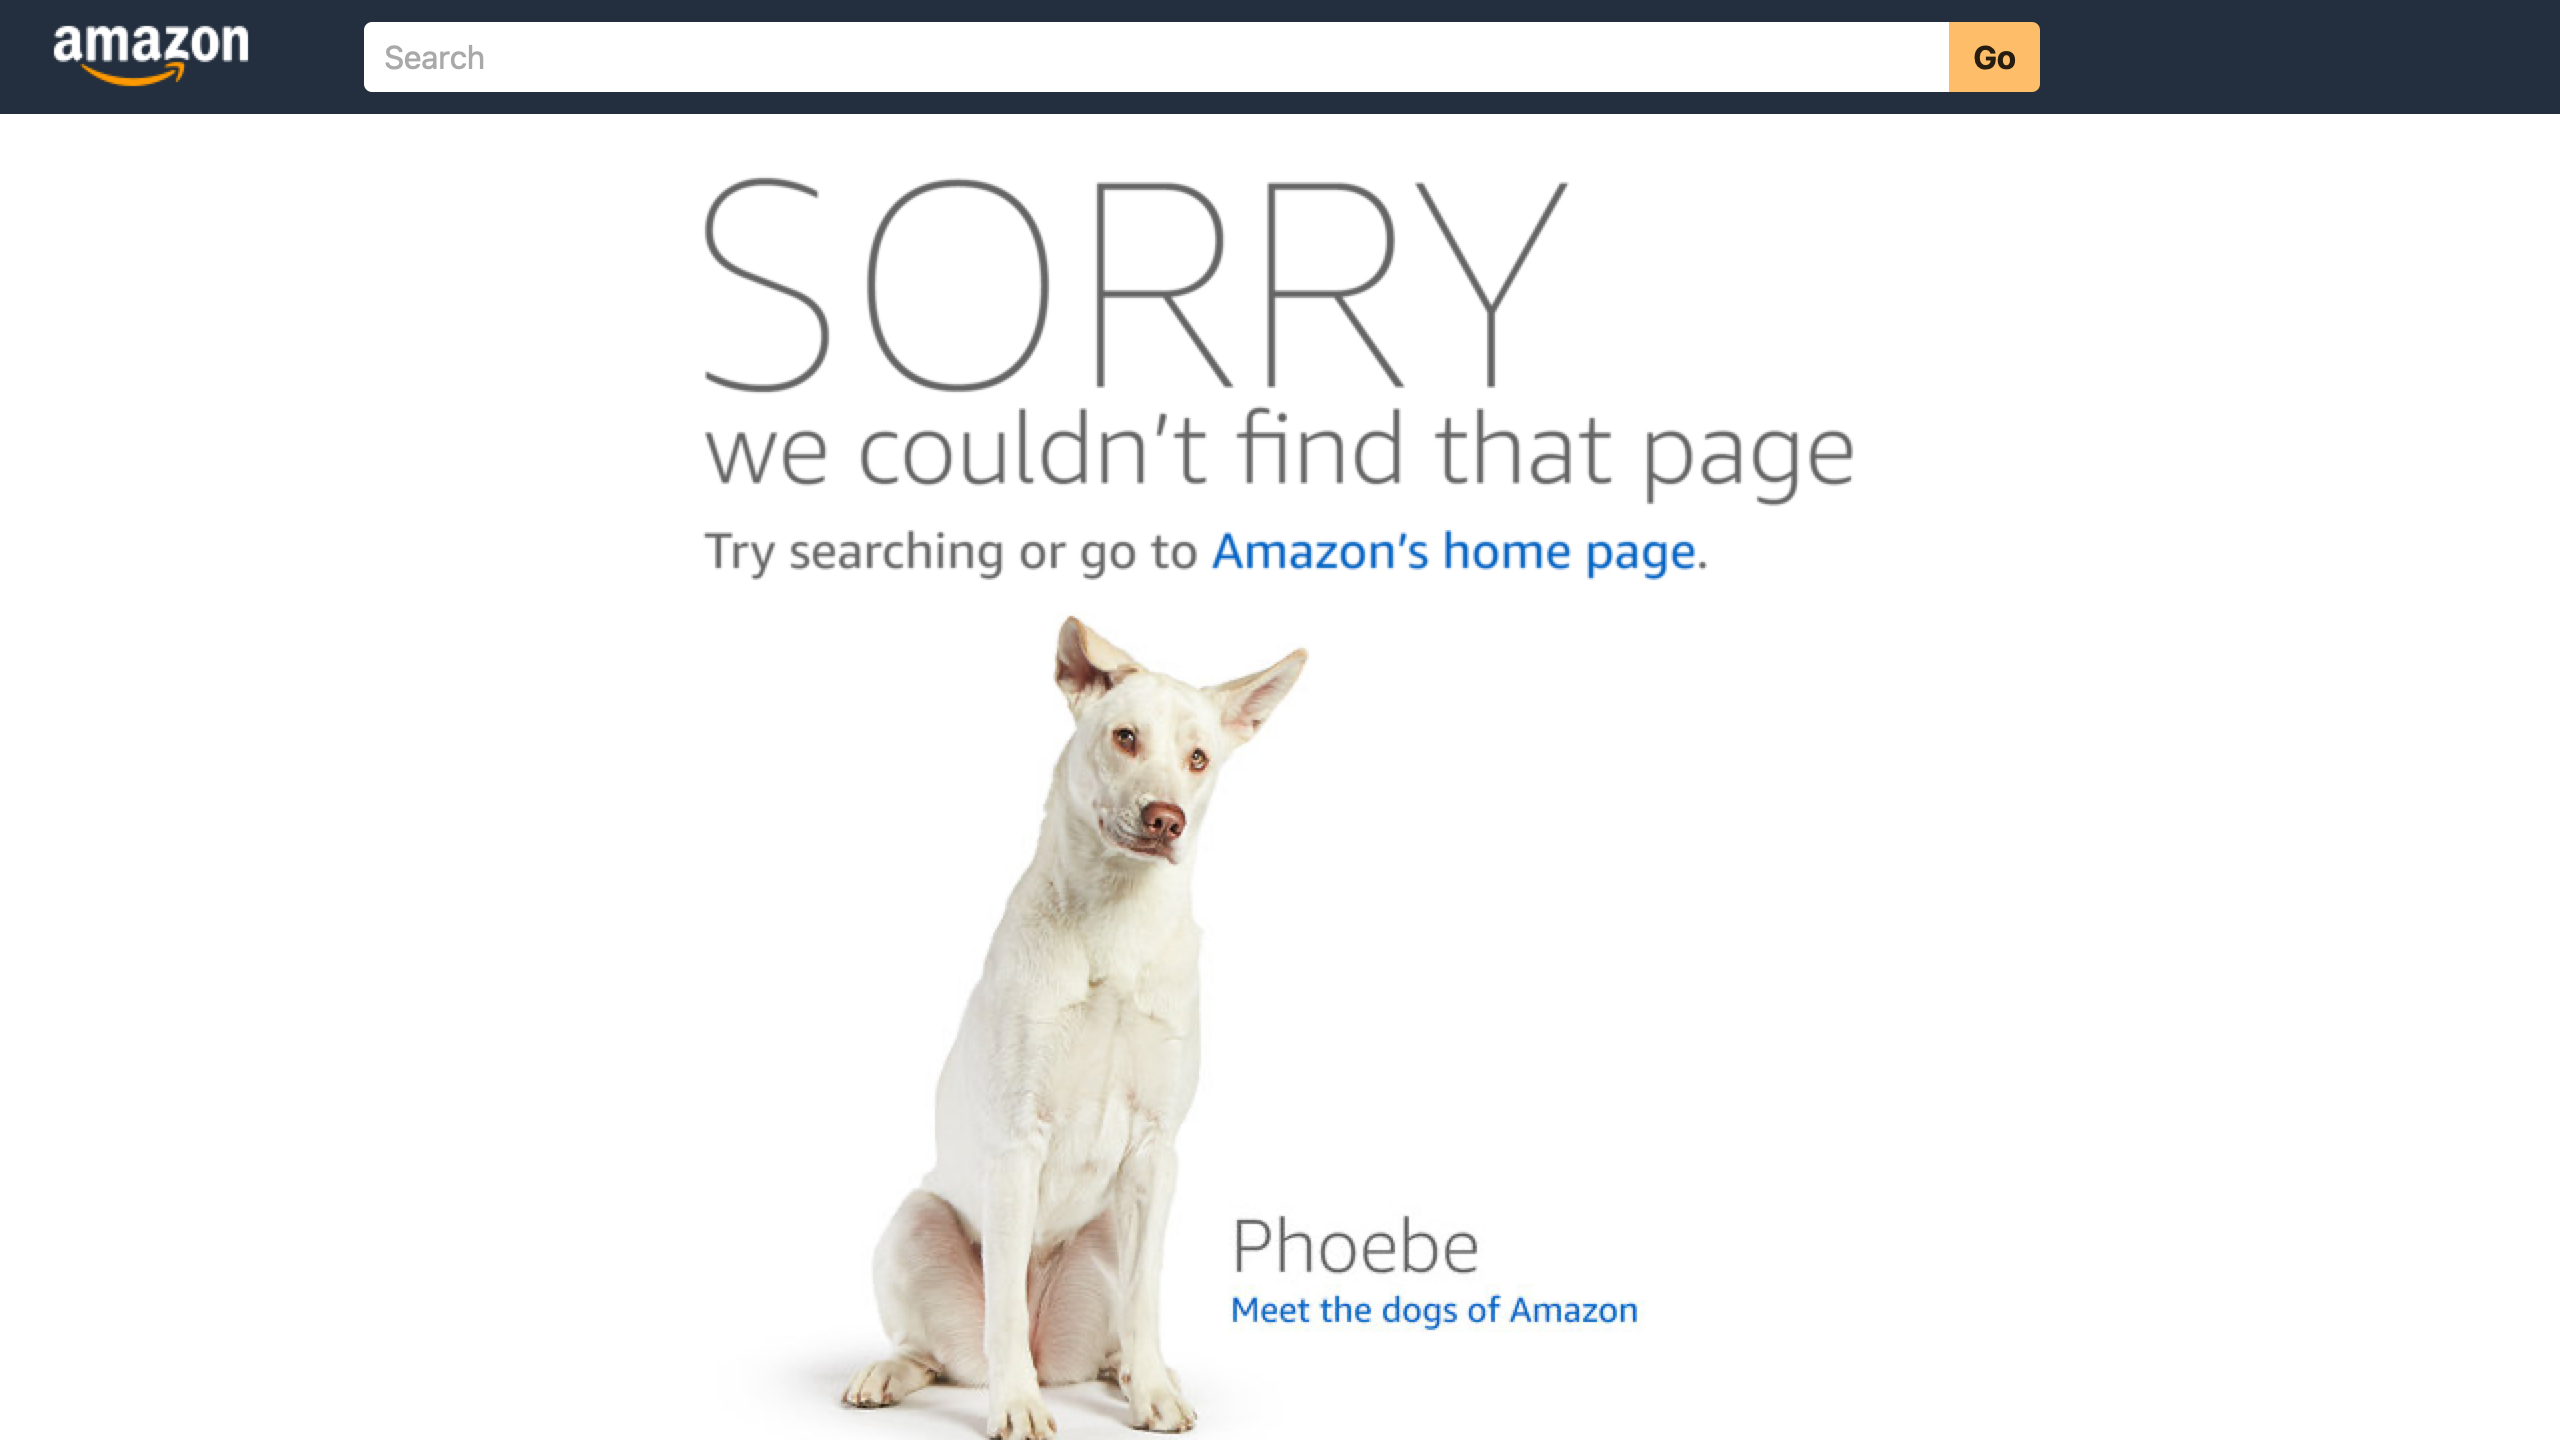 amazon
Search
Go
SORRY
we couldn't find that page
Try searching or go to Amazon's home page.
Phoebe
Meet the dogs of Amazon